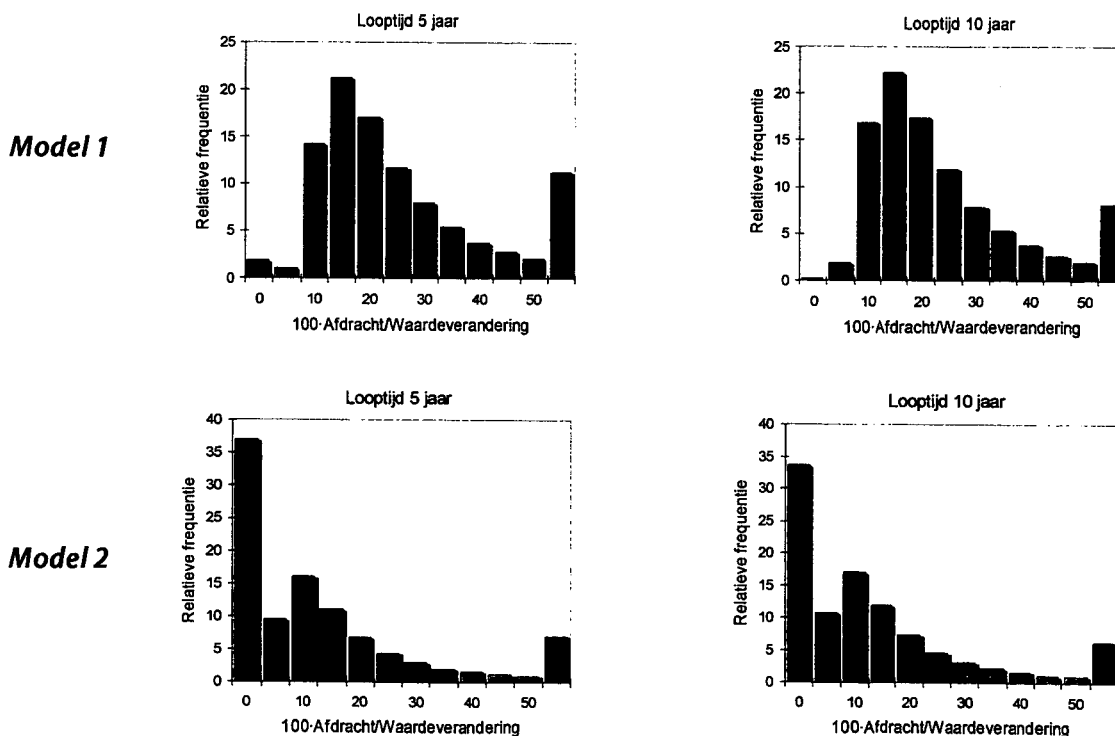 Model 1
Looptijd 5 jaar
Relatieve frequentie
25
20
15
10
5
0
0 10 20 30 40 50
100·Afdracht/Waardeverandering
Looptijd 10 jaar
Relatieve frequentie
25
20
15
10
5
0
0 10 20 30 40 50
100·Afdracht/Waardeverandering
Model 2
Looptijd 5 jaar
Relatieve frequentie
40
35
30
25
20
15
10
5
0
0 10 20 30 40 50
100·Afdracht/Waardeverandering
Looptijd 10 jaar
Relatieve frequentie
40
35
30
25
20
15
10
5
0
0 10 20 30 40 50
100·Afdracht/Waardeverandering